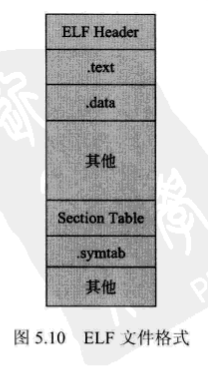 ELF Header
.text
.data
其他
Section Table
.symtab
其他
图 5.10 ELF 文件格式